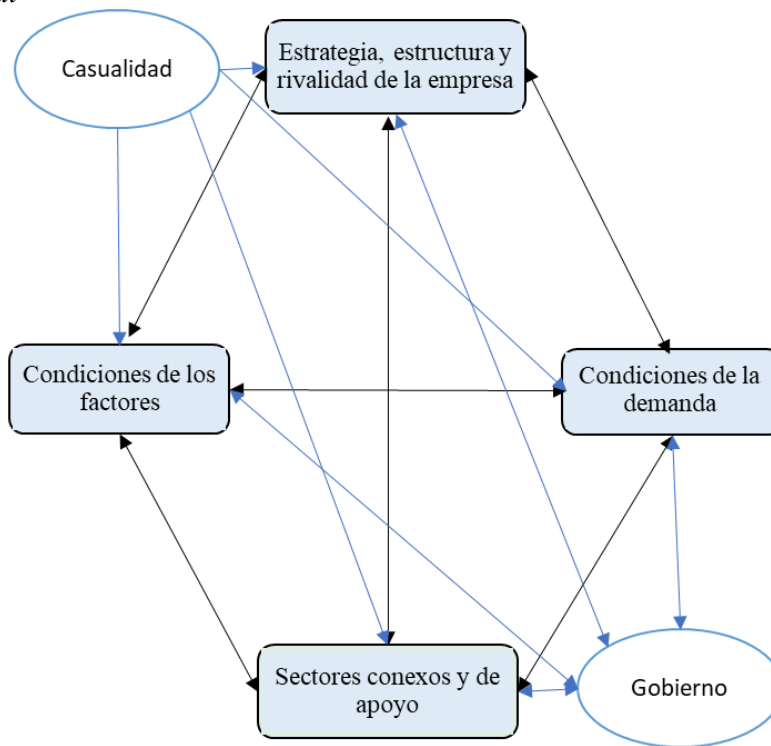 Casualidad
Estrategia, estructura y
rivalidad de la empresa
Condiciones de los
factores
Condiciones de la
demanda
Sectores conexos y de
apoyo
Gobierno